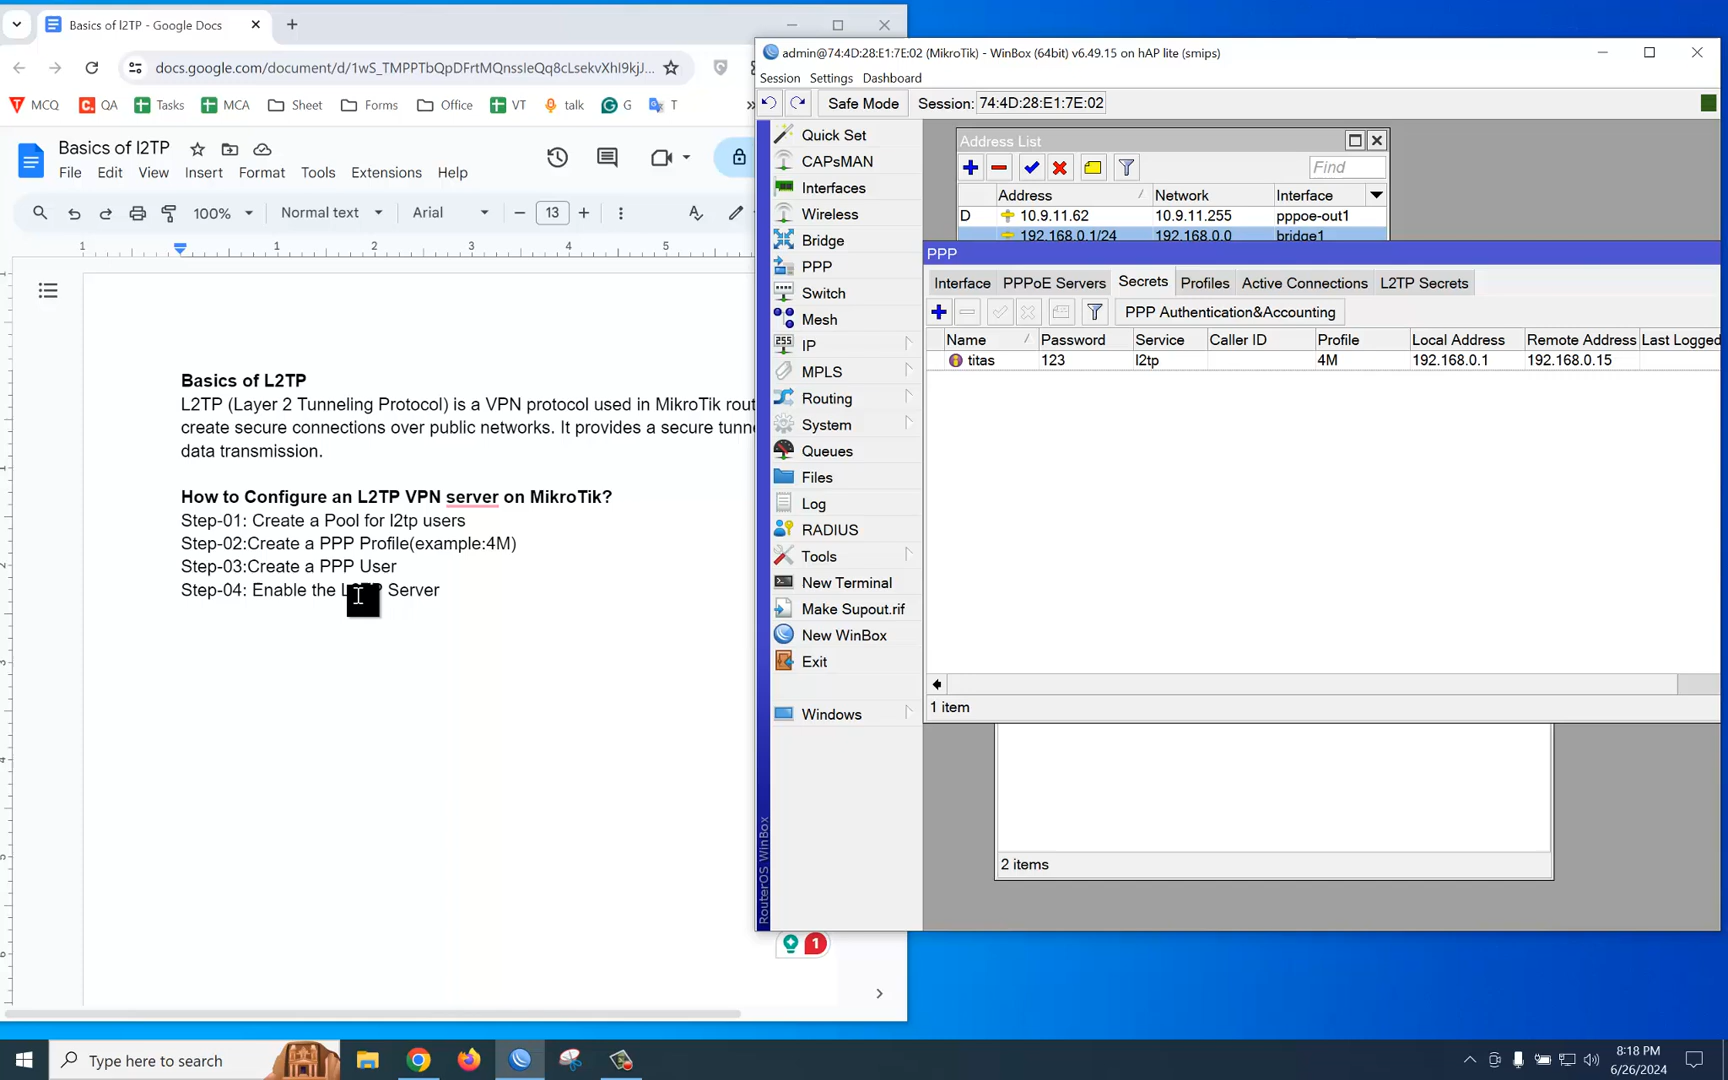 Basics of l2TP - Google Docs
docs.google.com/document/d/1wS_TMPPTbQpDFrtMQnssleQq8cLsekvXhI9kjJ...
MCQ QA Tasks MCA Sheet Forms Office VT talk G T »
Basics of l2TP
File Edit View Insert Format Tools Extensions Help
100% Normal text Arial 13
1 1 2 3 4 5
Basics of L2TP
L2TP (Layer 2 Tunneling Protocol) is a VPN protocol used in MikroTik rout
create secure connections over public networks. It provides a secure tunne
data transmission.
How to Configure an L2TP VPN server on MikroTik?
Step-01: Create a Pool for l2tp users
Step-02:Create a PPP Profile(example:4M)
Step-03:Create a PPP User
Step-04: Enable the L2TP Server
1
admin@74:4D:28:E1:7E:02 (MikroTik) - WinBox (64bit) v6.49.15 on hAP lite (smips)
Session Settings Dashboard
Safe Mode Session: 74:4D:28:E1:7E:02
Quick Set
CAPsMAN
Interfaces
Wireless
Bridge
PPP
Switch
Mesh
IP
MPLS
Routing
System
Queues
Files
Log
RADIUS
Tools
New Terminal
Make Supout.rif
New WinBox
Exit
Windows
RouterOS WinBox
Address List
Find
Address Network Interface
D 10.9.11.62 10.9.11.255 pppoe-out1
192.168.0.1/24 192.168.0.0 bridge1
PPP
Interface PPPoE Servers Secrets Profiles Active Connections L2TP Secrets
PPP Authentication&Accounting
Name Password Service Caller ID Profile Local Address Remote Address Last Logged
titas 123 l2tp 4M 192.168.0.1 192.168.0.15
1 item
2 items
Type here to search
8:18 PM
6/26/2024